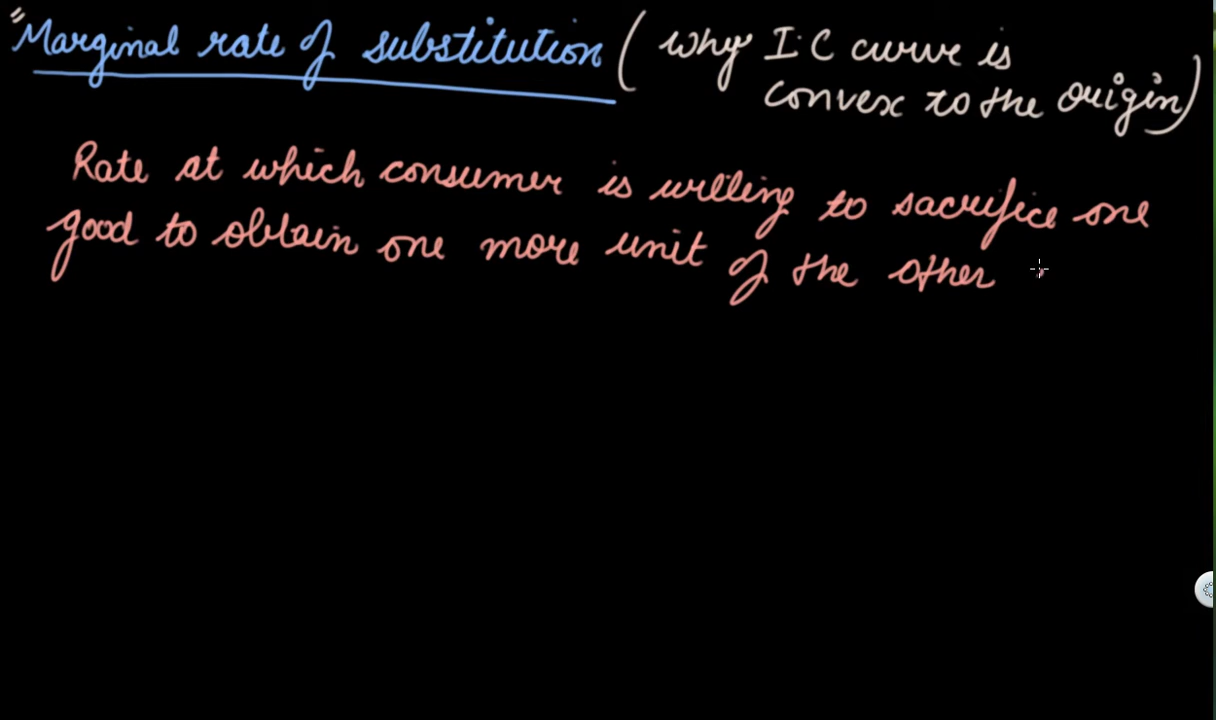 "Marginal rate of substitution (why I.C curve is
convex to the origin)
Rate at which consumer is willing to sacrifice one
good to obtain one more unit of the other